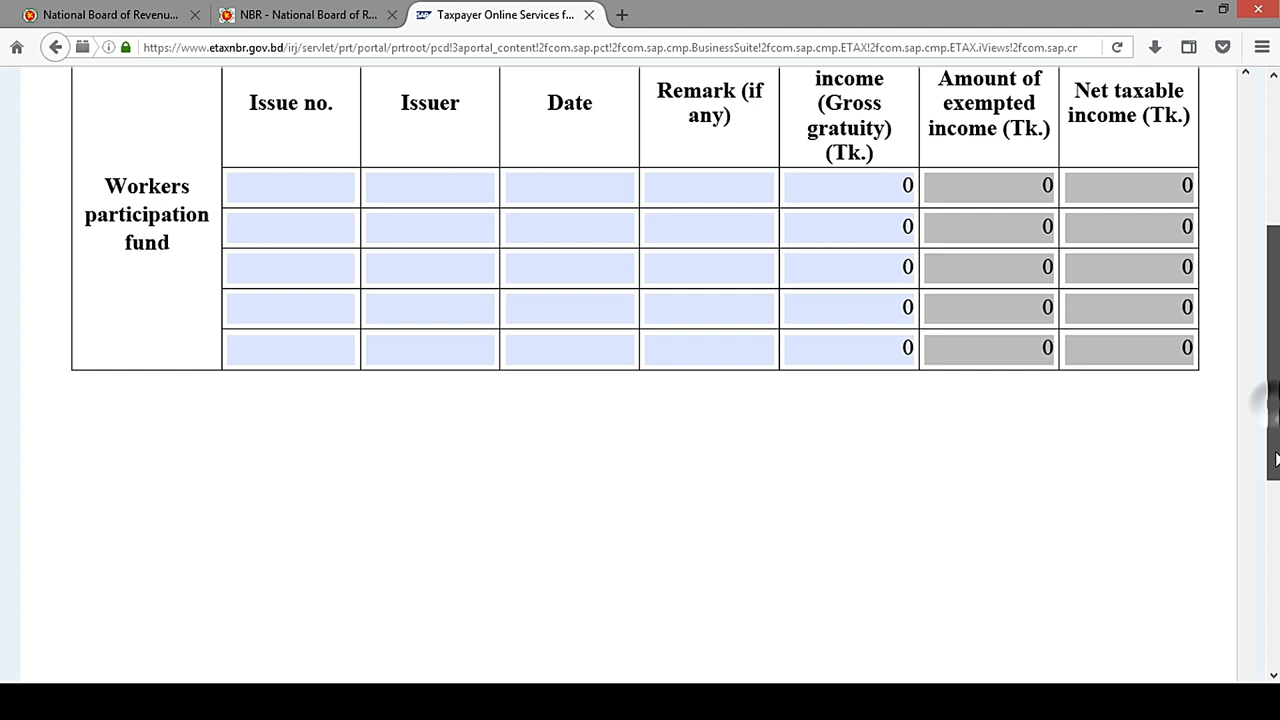 National Board of Revenu...
NBR - National Board of R...
SAP
Taxpayer Online Services f...
https://www.etaxnbr.gov.bd/irj/servlet/prt/portal/prtroot/pcd!3aportal_content!2fcom.sap.pct!2fcom.sap.cmp.BusinessSuite!2fcom.sap.cmp.ETAX!2fcom.sap.cmp.ETAX.iViews!2fcom.sap.cr
Issue no.
Issuer
Date
Remark (if
any)
income
(Gross
gratuity)
(Tk.)
Amount of
exempted
income (Tk.)
Net taxable
income (Tk.)
Workers
participation
fund
0 0 0
0 0 0
0 0 0
0 0 0
0 0 0